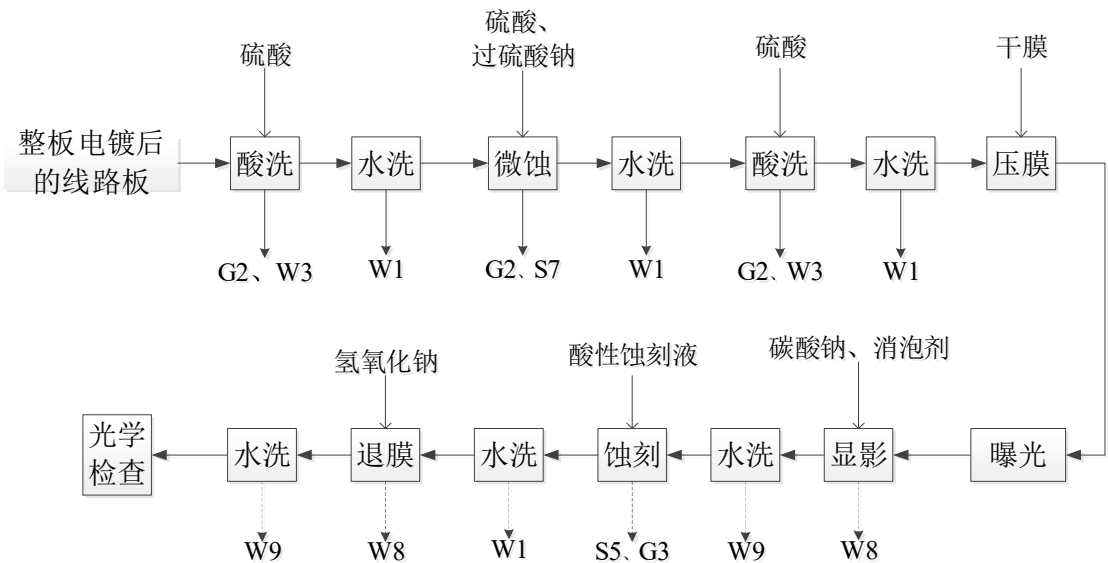 硫酸
硫酸、
过硫酸钠
硫酸
干膜
整板电镀后
的线路板
酸洗
水洗
微蚀
水洗
酸洗
水洗
压膜
G2、W3
W1
G2、S7
W1
G2、W3
W1
氢氧化钠
酸性蚀刻液
碳酸钠、消泡剂
光学
检查
水洗
退膜
水洗
蚀刻
水洗
显影
曝光
W9
W8
W1
S5、G3
W9
W8